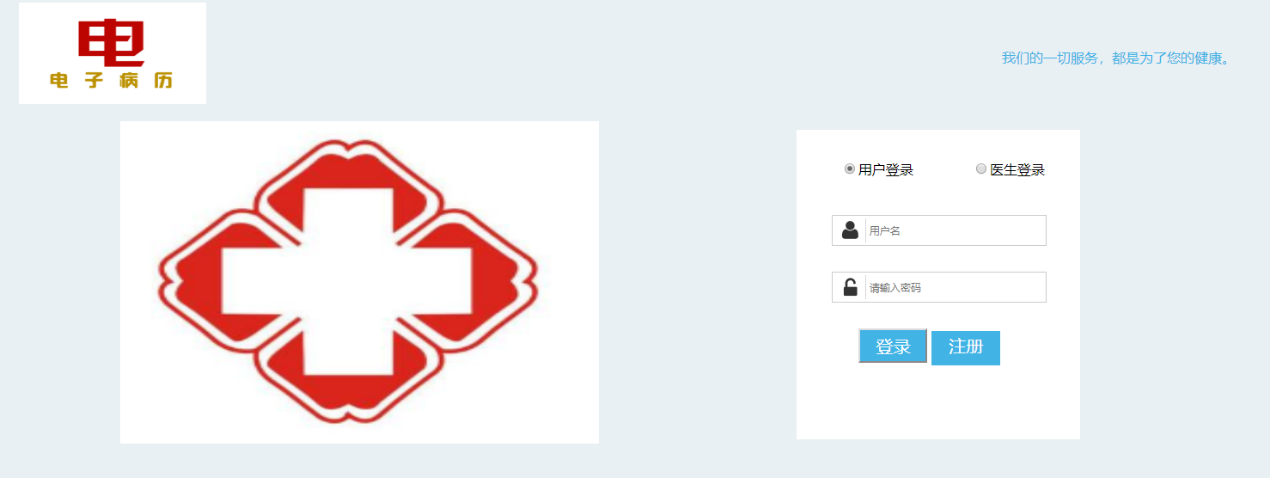 电
电子病历
我们的一切服务，都是为了您的健康。
用户登录 医生登录
用户名
请输入密码
登录 注册